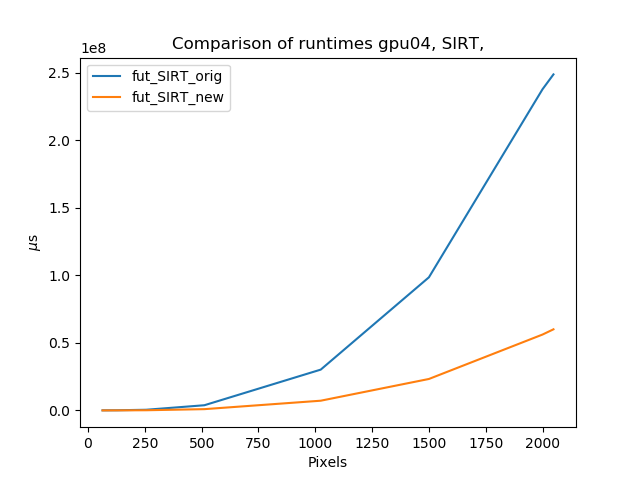 Comparison of runtimes gpu04, SIRT,
1e8
fut_SIRT_orig
fut_SIRT_new
2.5
2.0
1.5
1.0
0.5
0.0
μs
0 250 500 750 1000 1250 1500 1750 2000
Pixels